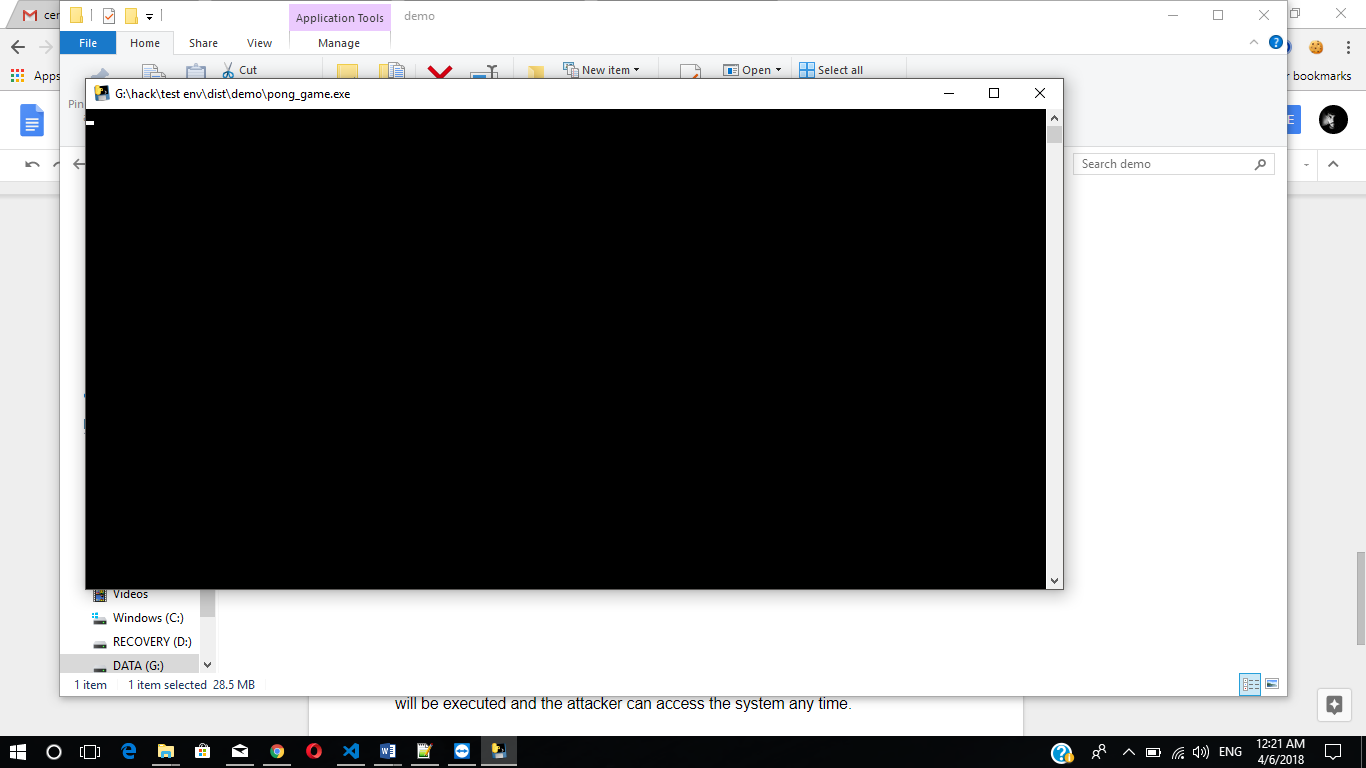 cer
Application Tools
demo
File
Home
Share
View
Manage
Apps
Cut
New item
Open
Select all
r bookmarks
Pin
G:\hack\test env\dist\demo\pong_game.exe
E
Search demo
Videos
Windows (C:)
RECOVERY (D:)
DATA (G:)
1 item
1 item selected 28.5 MB
will be executed and the attacker can access the system any time.
ENG
12:21 AM
4/6/2018